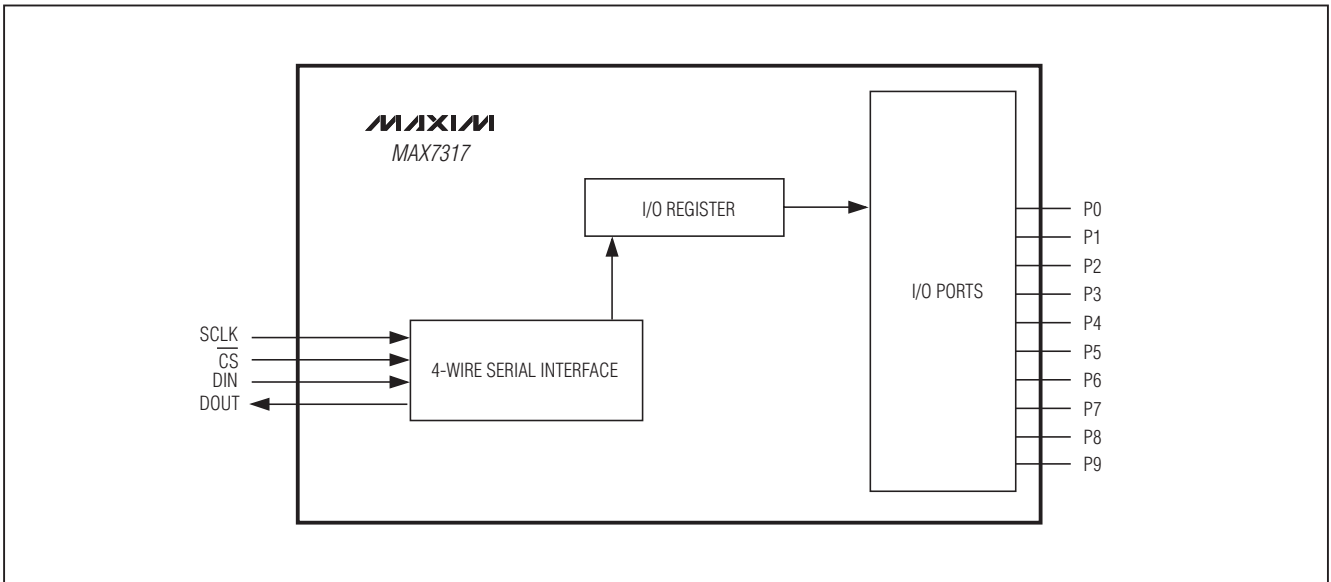 MAXIM
MAX7317
I/O REGISTER
I/O PORTS
P0
P1
P2
P3
P4
P5
P6
P7
P8
P9
SCLK
CS
DIN
DOUT
4-WIRE SERIAL INTERFACE